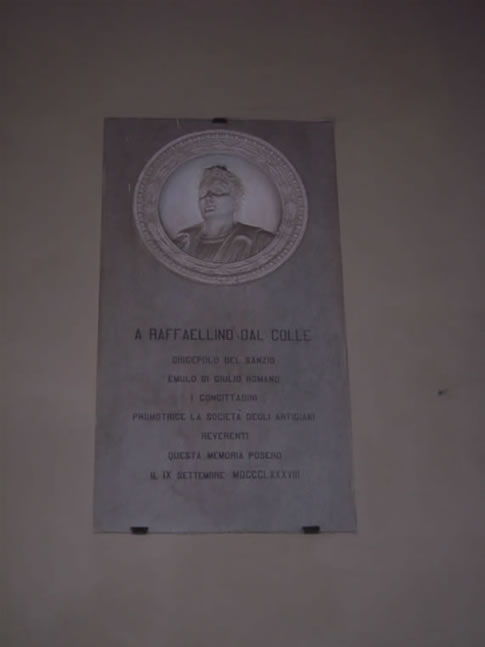 A RAFFAELLINO DAL COLLE
DISCEPOLO DEL SANZIO
EMULO DI GIULIO ROMANO
I CONCITTADINI
PROMOTRICE LA SOCIETÀ DEGLI ARTIGIANI
REVERENTI
QUESTA MEMORIA POSERO
IL IX SETTEMBRE MDCCCLXXXVIII